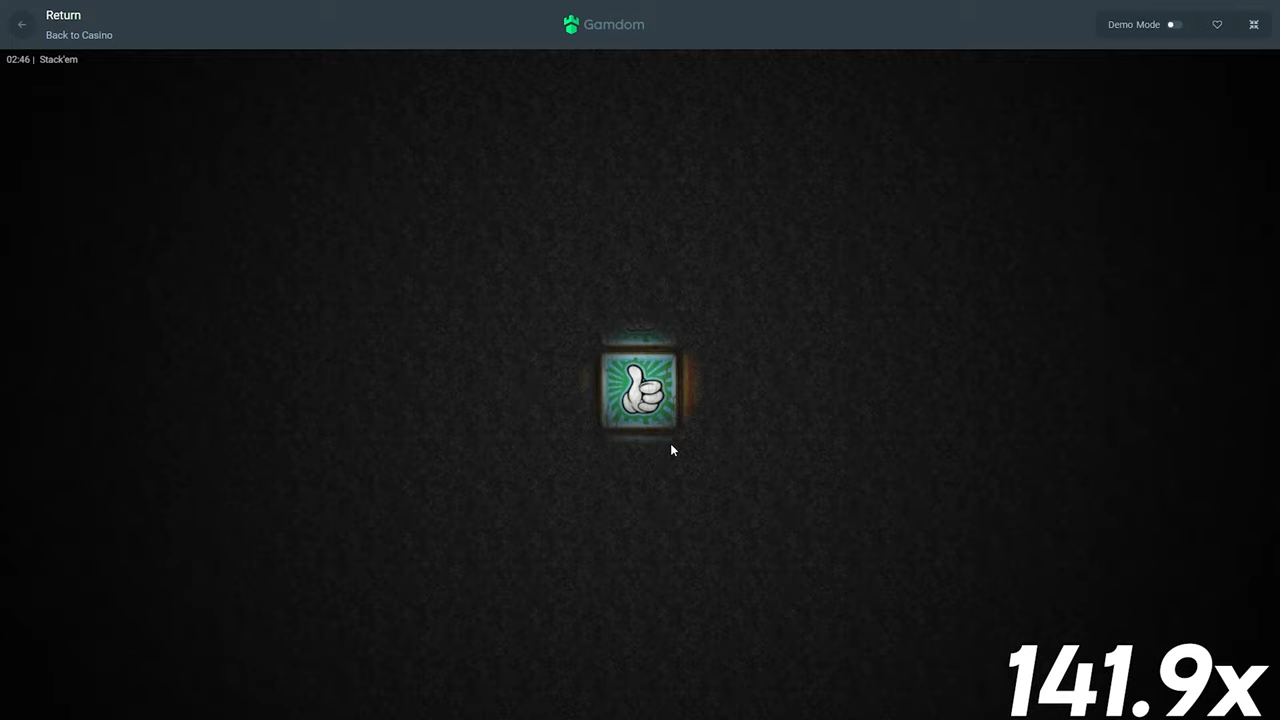 Return
Back to Casino
Gamdom
Demo Mode
02:46 | Stack'em
141.9x